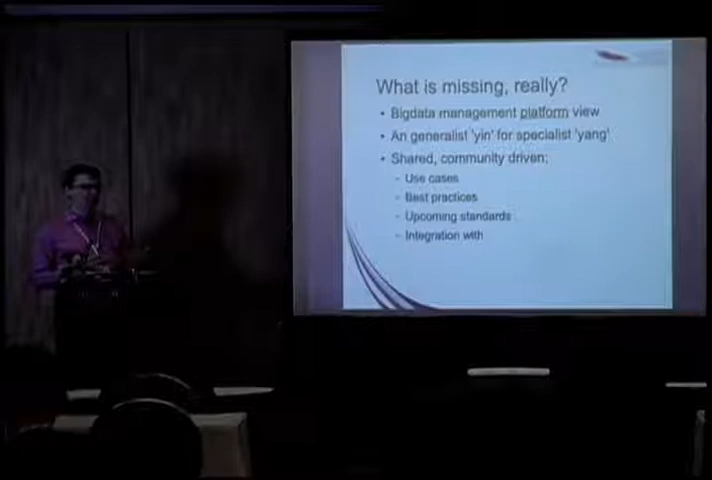 What is missing, really?
• Bigdata management platform view
• An generalist 'yin' for specialist 'yang'
• Shared, community driven;
- Use cases
- Best practices
- Upcoming standards
- Integration with